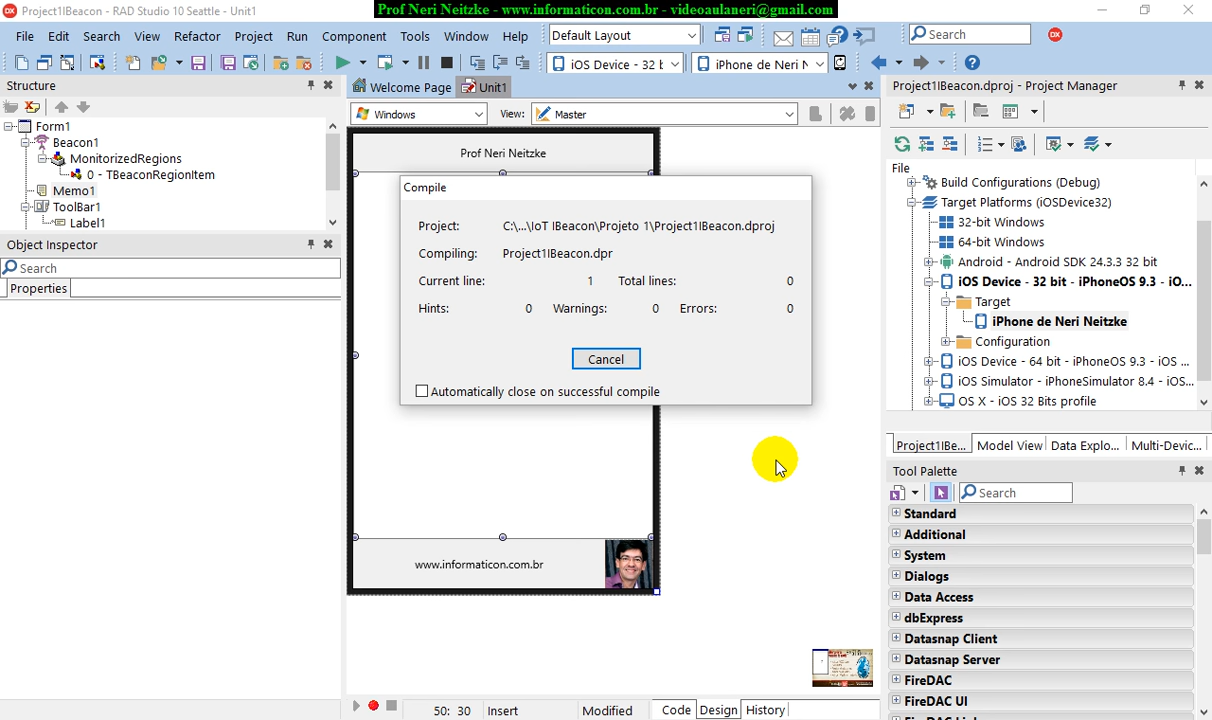 Project1IBeacon - RAD Studio 10 Seattle - Unit1
Prof Neri Neitzke - www.informaticon.com.br - videoaulaneri@gmail.com
File Edit Search View Refactor Project Run Component Tools Window Help
Default Layout
Search
DX
iOS Device - 32 b
iPhone de Neri N
Structure
Form1
Beacon1
MonitorizedRegions
0 - TBeaconRegionItem
Memo1
ToolBar1
Label1
Object Inspector
Search
Properties
Welcome Page
Unit1
Windows
View:
Master
Prof Neri Neitzke
Compile
Project: C:\...\IoT IBeacon\Projeto 1\Project1IBeacon.dproj
Compiling: Project1IBeacon.dpr
Current line: 1 Total lines: 0
Hints: 0 Warnings: 0 Errors: 0
Cancel
Automatically close on successful compile
www.informaticon.com.br
50: 30
Insert
Modified
Code
Design
History
Project1IBeacon.dproj - Project Manager
File
Build Configurations (Debug)
Target Platforms (iOSDevice32)
32-bit Windows
64-bit Windows
Android - Android SDK 24.3.3 32 bit
iOS Device - 32 bit - iPhoneOS 9.3 - iO...
Target
iPhone de Neri Neitzke
Configuration
iOS Device - 64 bit - iPhoneOS 9.3 - iOS ...
iOS Simulator - iPhoneSimulator 8.4 - iOS...
OS X - iOS 32 Bits profile
Project1IBe...
Model View
Data Explo...
Multi-Devic...
Tool Palette
Search
Standard
Additional
System
Dialogs
Data Access
dbExpress
Datasnap Client
Datasnap Server
FireDAC
FireDAC UI